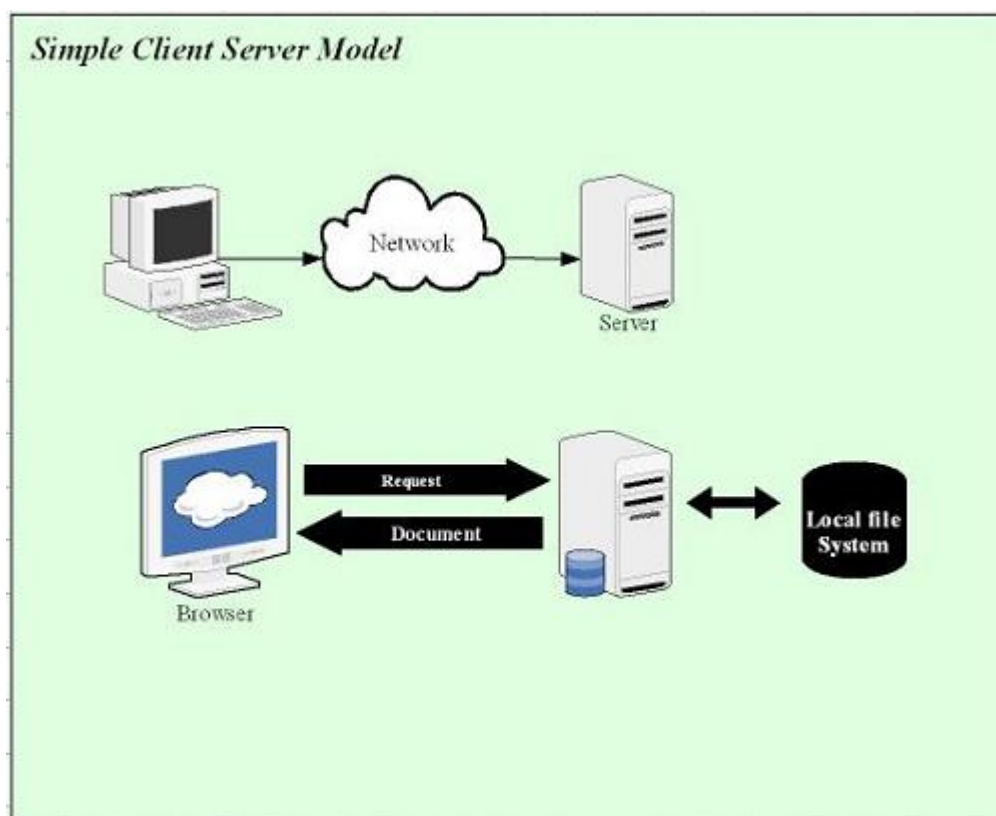 Simple Client Server Model
Network
Server
Request
Document
Local file
System
Browser